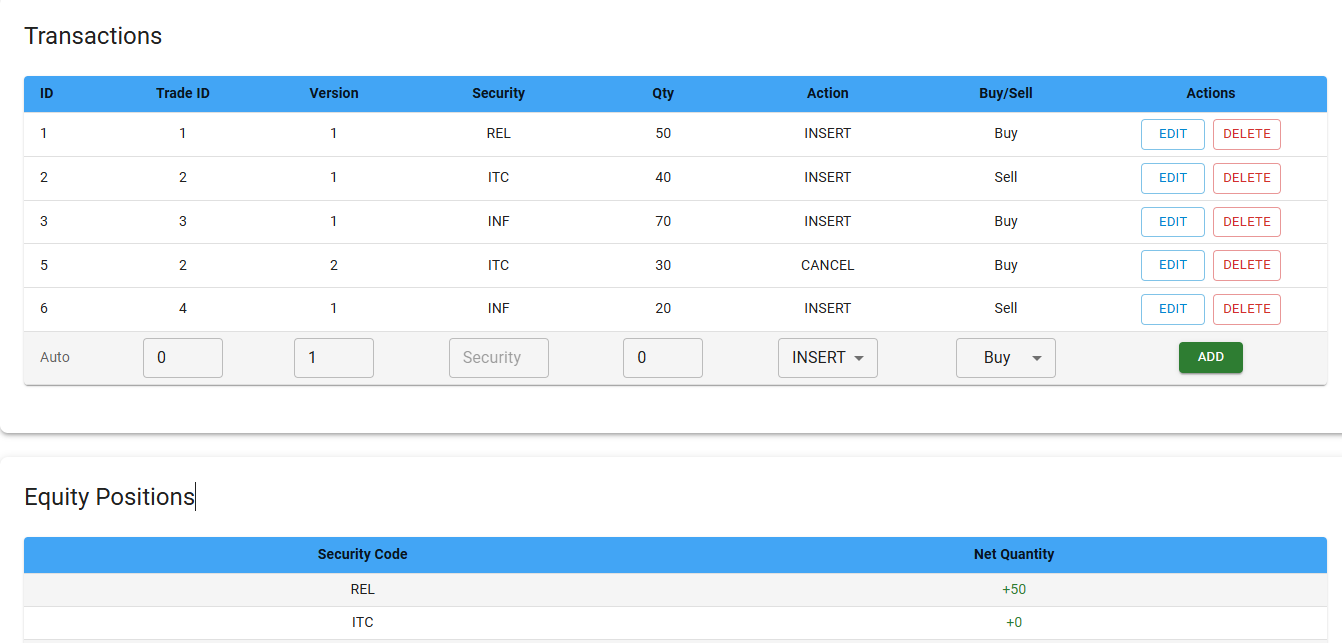 Transactions
ID Trade ID Version Security Qty Action Buy/Sell Actions
1 1 1 REL 50 INSERT Buy EDIT DELETE
2 2 1 ITC 40 INSERT Sell EDIT DELETE
3 3 1 INF 70 INSERT Buy EDIT DELETE
5 2 2 ITC 30 CANCEL Buy EDIT DELETE
6 4 1 INF 20 INSERT Sell EDIT DELETE
Auto 0 1 Security 0 INSERT Buy ADD
Equity Positions
Security Code Net Quantity
REL +50
ITC +0